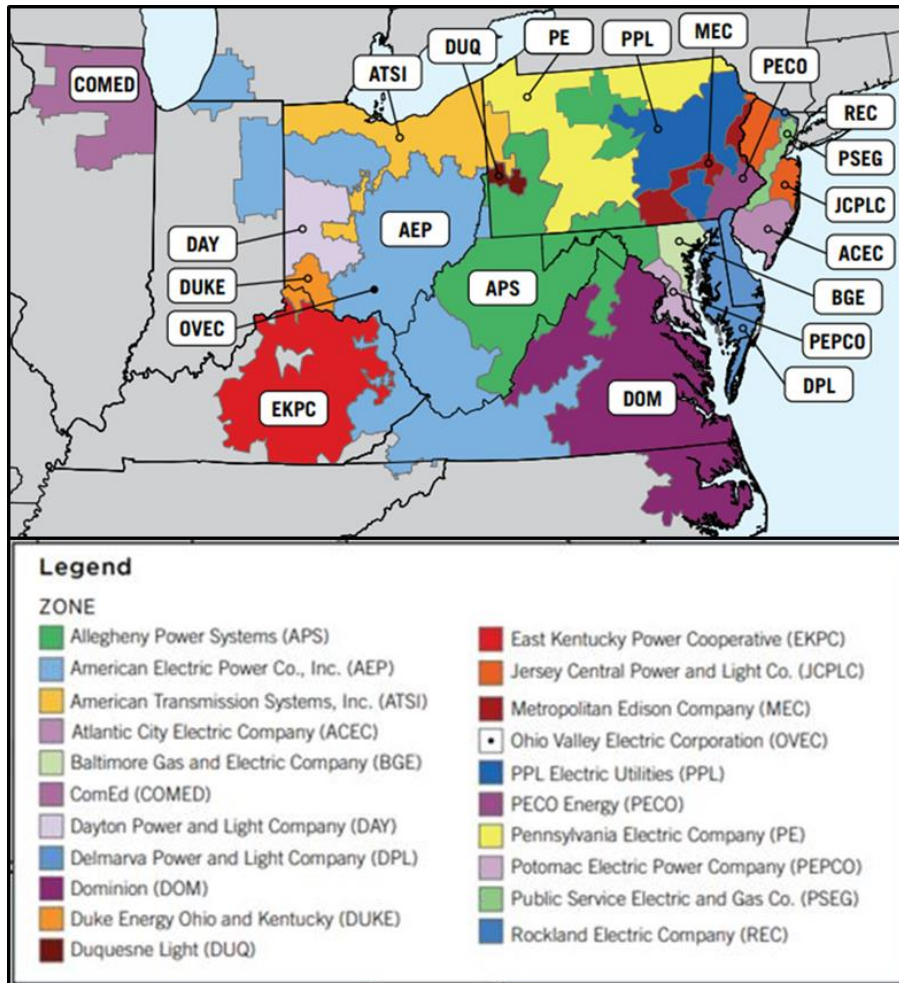 COMED
ATSI
DUQ
PE
PPL
MEC
PECO
REC
PSEG
JCPLC
ACEC
BGE
PEPCO
DPL
DAY
DUKE
OVEC
AEP
APS
EKPC
DOM
Legend
ZONE
Allegheny Power Systems (APS)
American Electric Power Co., Inc. (AEP)
American Transmission Systems, Inc. (ATSI)
Atlantic City Electric Company (ACEC)
Baltimore Gas and Electric Company (BGE)
ComEd (COMED)
Dayton Power and Light Company (DAY)
Delmarva Power and Light Company (DPL)
Dominion (DOM)
Duke Energy Ohio and Kentucky (DUKE)
Duquesne Light (DUQ)
East Kentucky Power Cooperative (EKPC)
Jersey Central Power and Light Co. (JCPLC)
Metropolitan Edison Company (MEC)
Ohio Valley Electric Corporation (OVEC)
PPL Electric Utilities (PPL)
PECO Energy (PECO)
Pennsylvania Electric Company (PE)
Potomac Electric Power Company (PEPCO)
Public Service Electric and Gas Co. (PSEG)
Rockland Electric Company (REC)